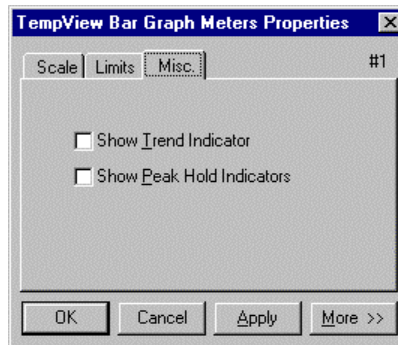 TempView Bar Graph Meters Properties
Scale Limits Misc. #1
Show Trend Indicator
Show Peak Hold Indicators
OK Cancel Apply More >>